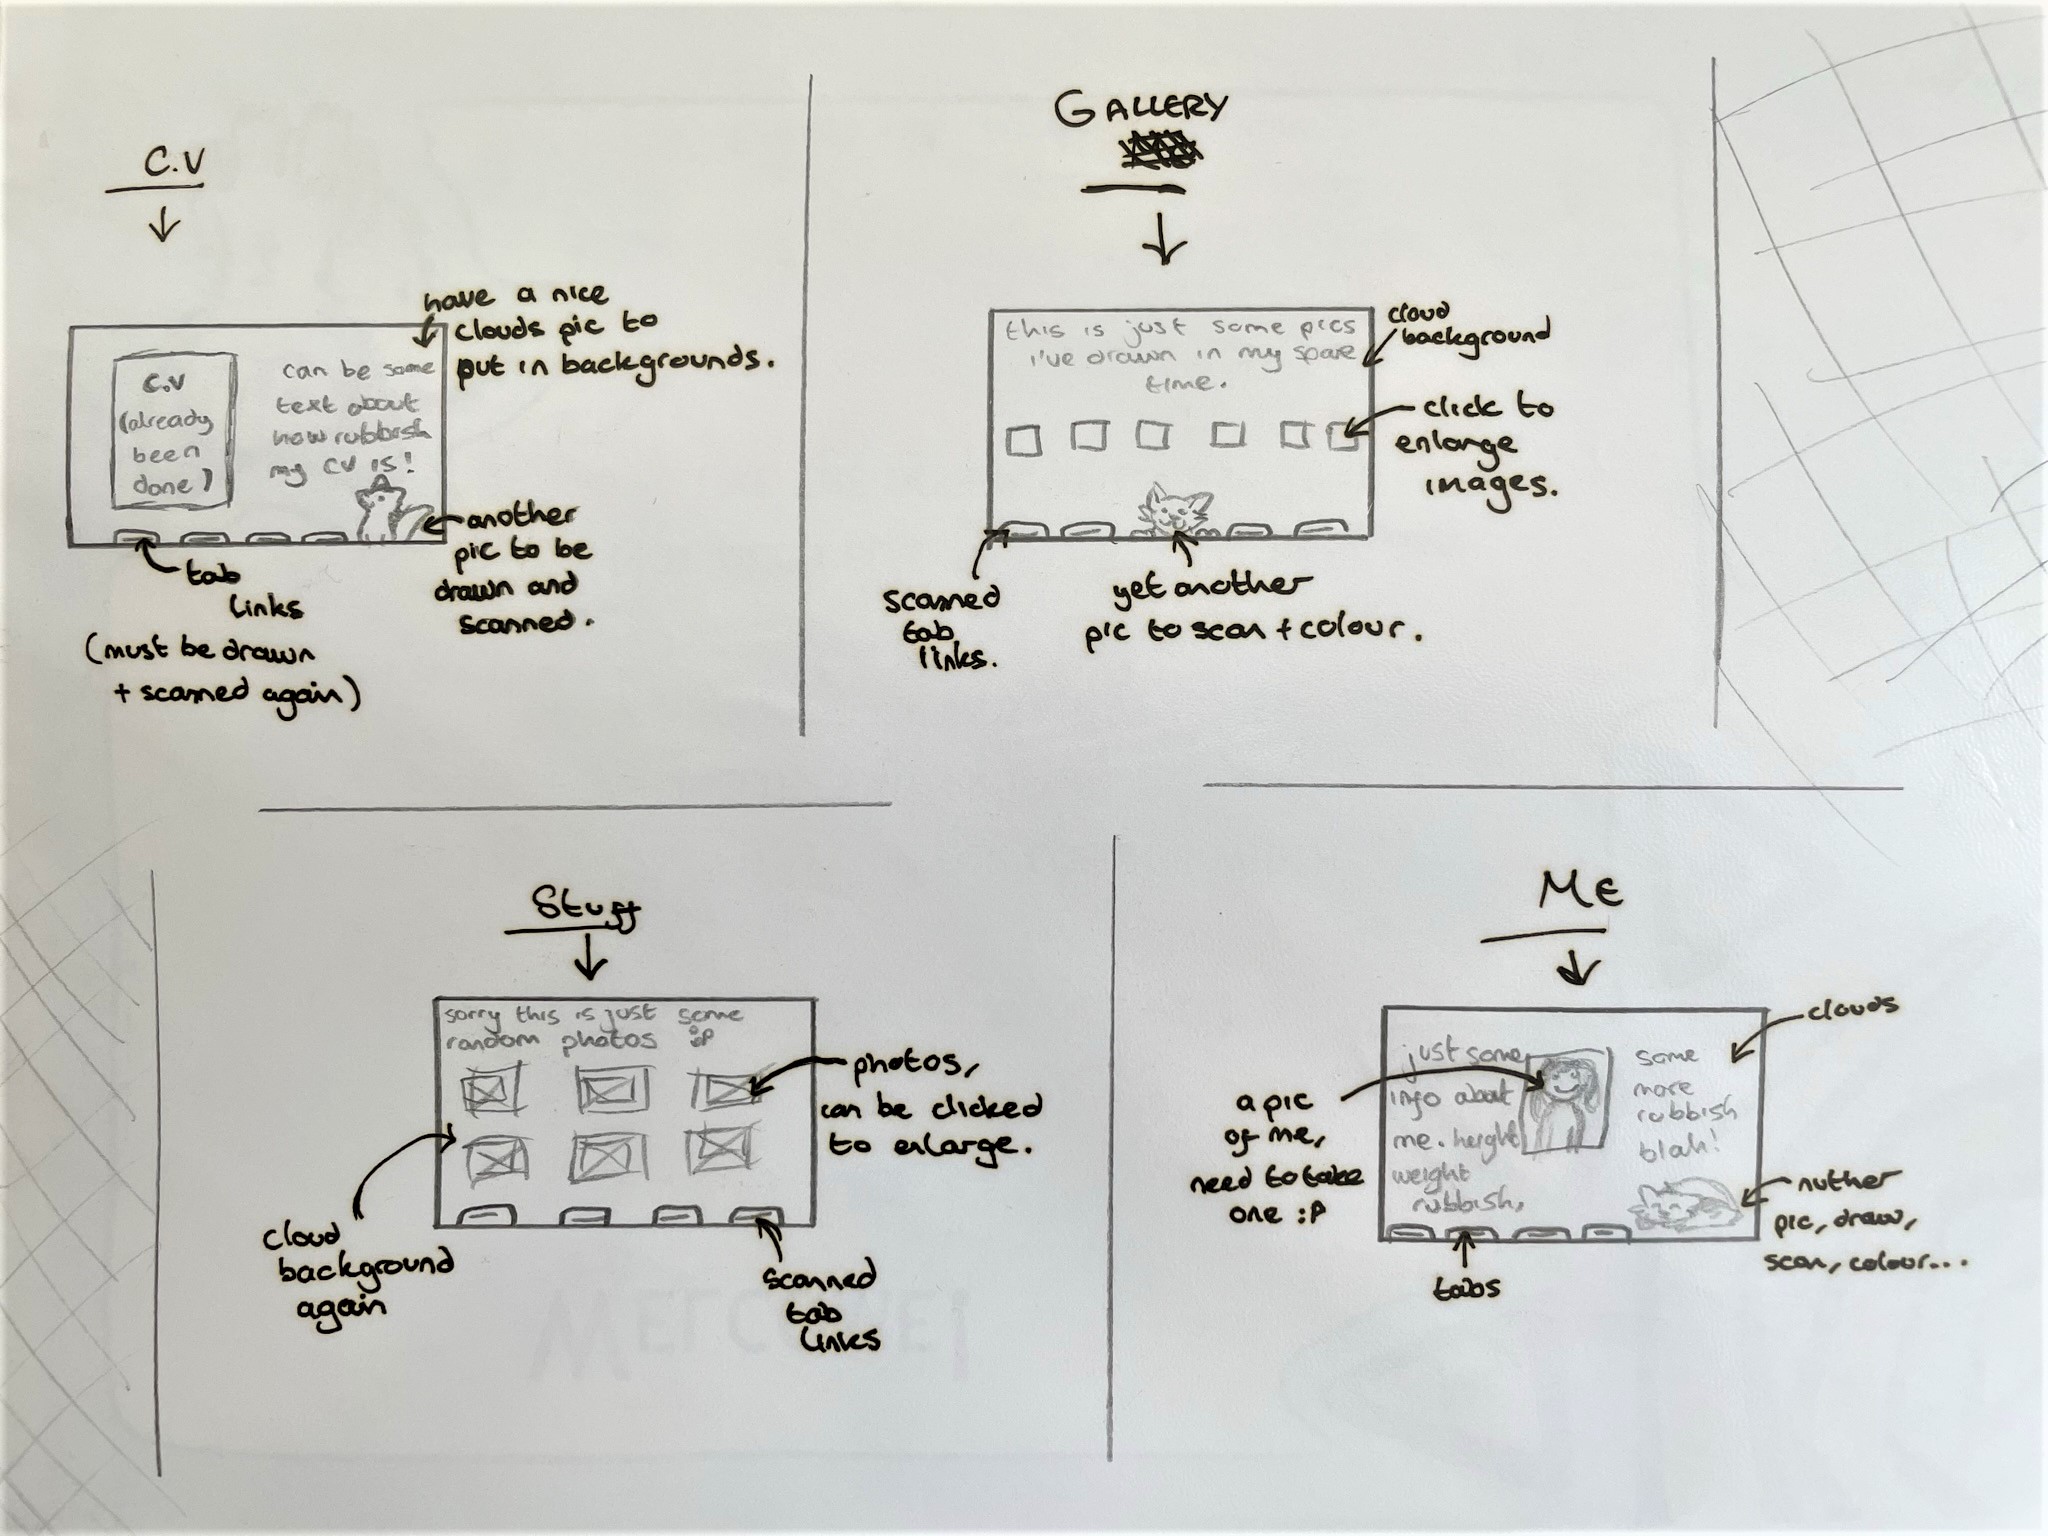 C.V
have a nice
clouds pic to
put in backgrounds.
C.V
(already
been
done)
can be some
text about
how rubbish
my CV is!
another
pic to be
drawn and
scanned.
tab
links
(must be drawn
+ scanned again)
GALLERY
this is just some pics
i've drawn in my spare
time.
cloud
background
click to
enlarge
images.
scanned
tab
links.
yet another
pic to scan + colour.
Stuff
sorry this is just some
random photos :P
photos,
can be clicked
to enlarge.
cloud
background
again
scanned
tab
links
ME
clouds
just some
info about
me. height
weight
rubbish,
some
more
rubbish
blah!
a pic
of me,
need to take
one :P
nuther
pic, draw,
scan, colour...
tabs
WELCOME!